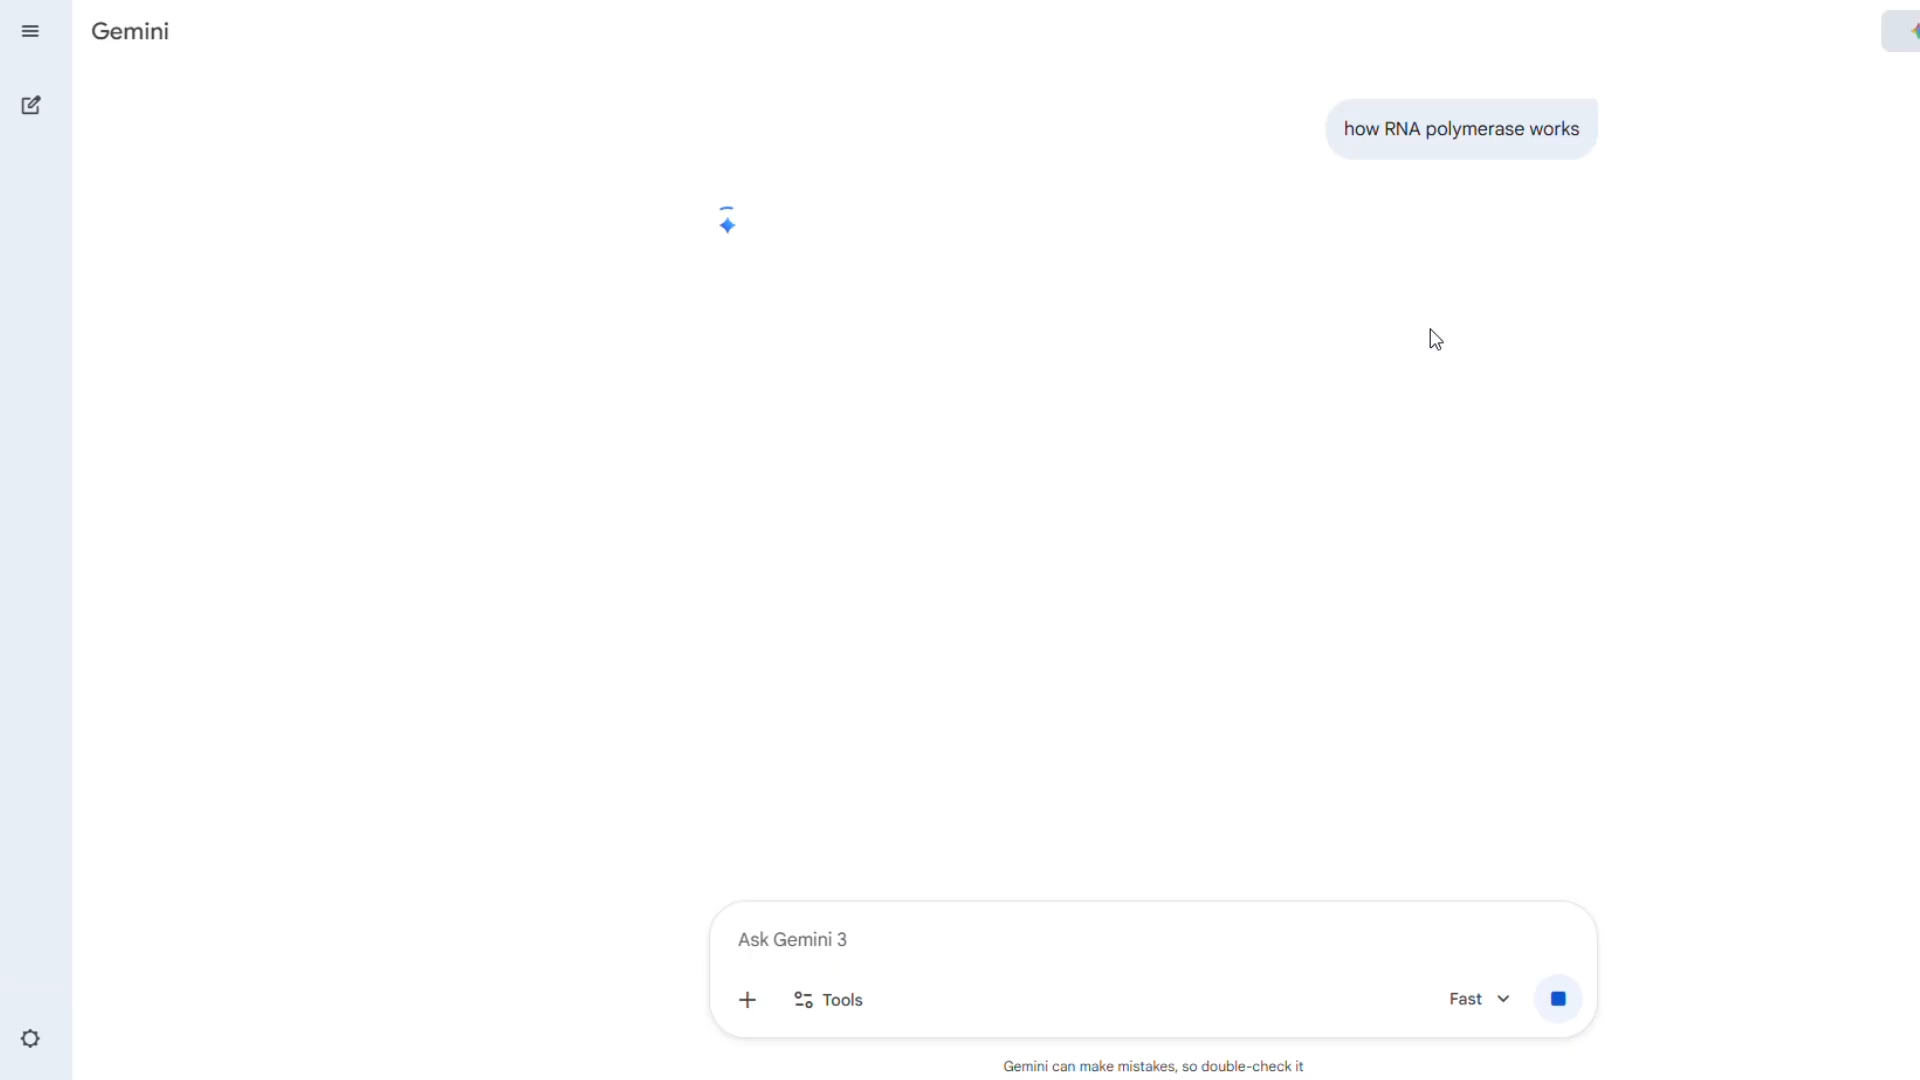 Gemini
how RNA polymerase works
Ask Gemini 3
Tools
Fast
Gemini can make mistakes, so double-check it